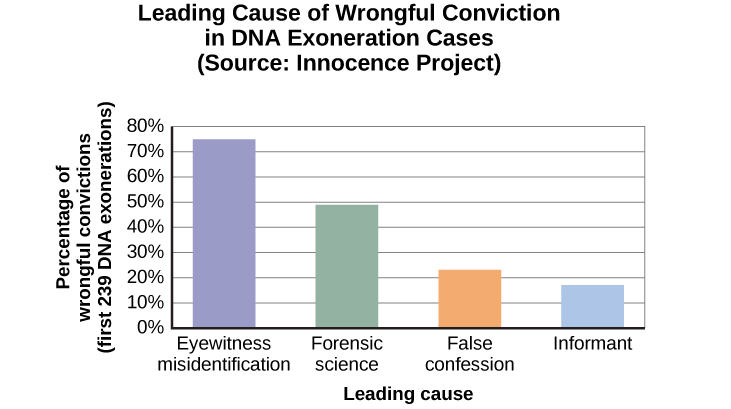 Leading Cause of Wrongful Conviction
in DNA Exoneration Cases
(Source: Innocence Project)
Percentage of
wrongful convictions
(first 239 DNA exonerations)
80%
70%
60%
50%
40%
30%
20%
10%
0%
Eyewitness
misidentification
Forensic
science
False
confession
Informant
Leading cause